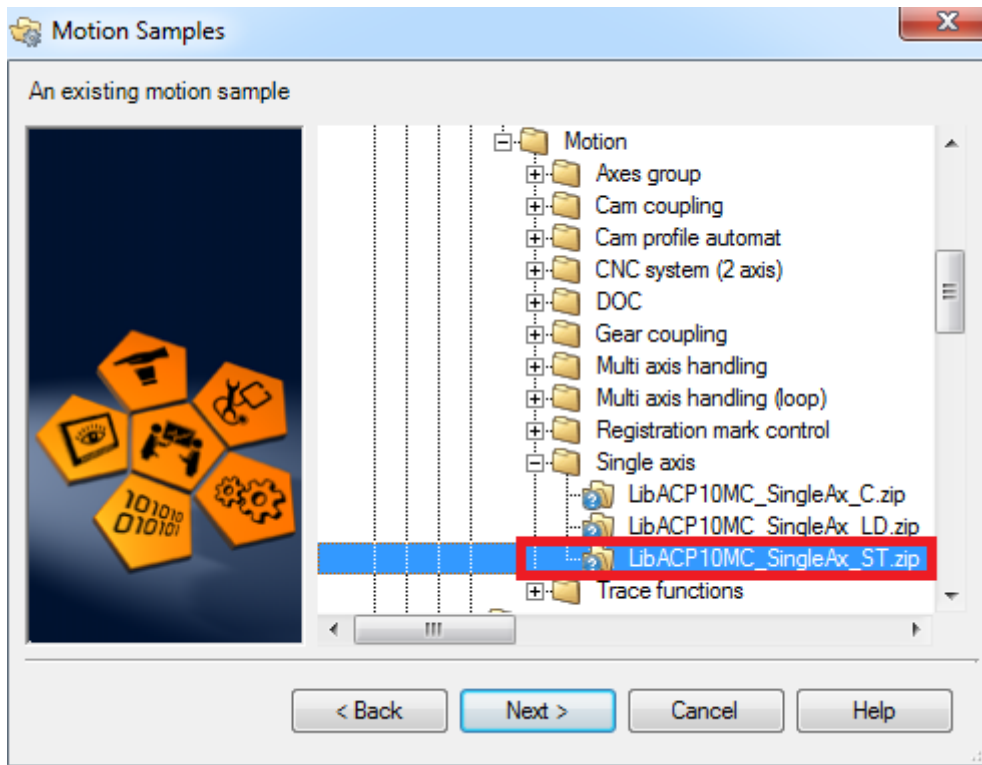 Motion Samples
An existing motion sample
Motion
Axes group
Cam coupling
Cam profile automat
CNC system (2 axis)
DOC
Gear coupling
Multi axis handling
Multi axis handling (loop)
Registration mark control
Single axis
LibACP10MC_SingleAx_C.zip
LibACP10MC_SingleAx_LD.zip
LibACP10MC_SingleAx_ST.zip
Trace functions
101010
010101
< Back Next > Cancel Help